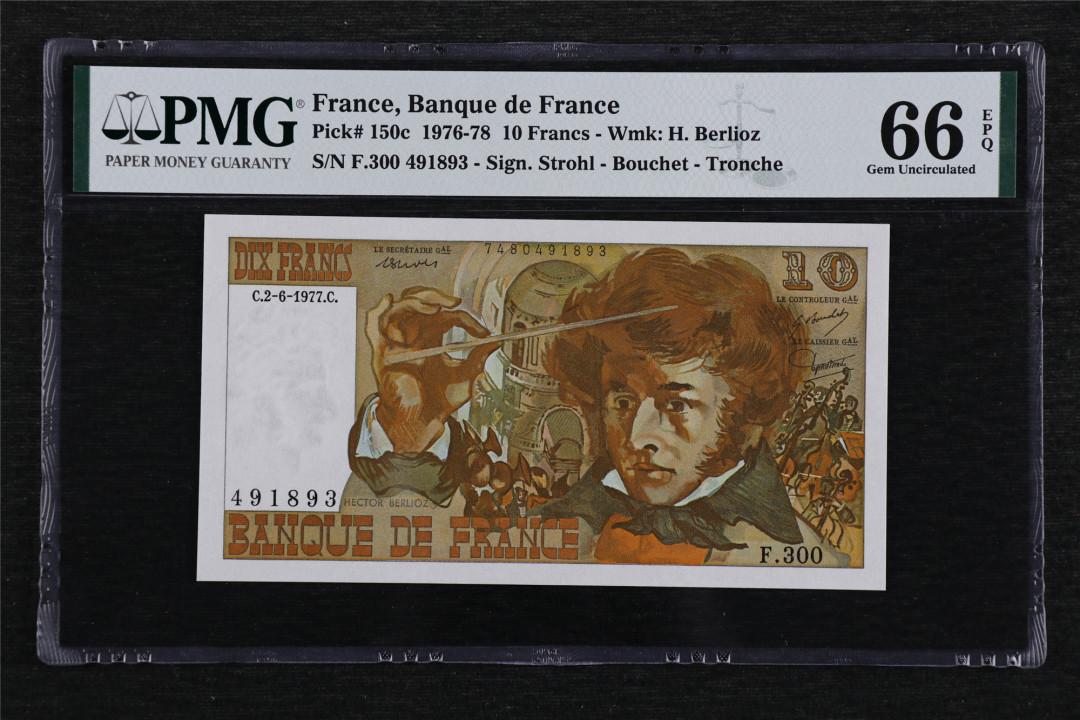 PMG®
PAPER MONEY GUARANTY
France, Banque de France
Pick# 150c 1976-78 10 Francs - Wmk: H. Berlioz
S/N F.300 491893 - Sign. Strohl - Bouchet - Tronche
66
EPQ
Gem Uncirculated
DIX FRANCS
LE SECRÉTAIRE GAL
7480491893
10
C.2-6-1977.C.
LE CONTROLEUR GAL
LE CAISSIER GAL
491893
HECTOR BERLIOZ
BANQUE DE FRANCE
F.300